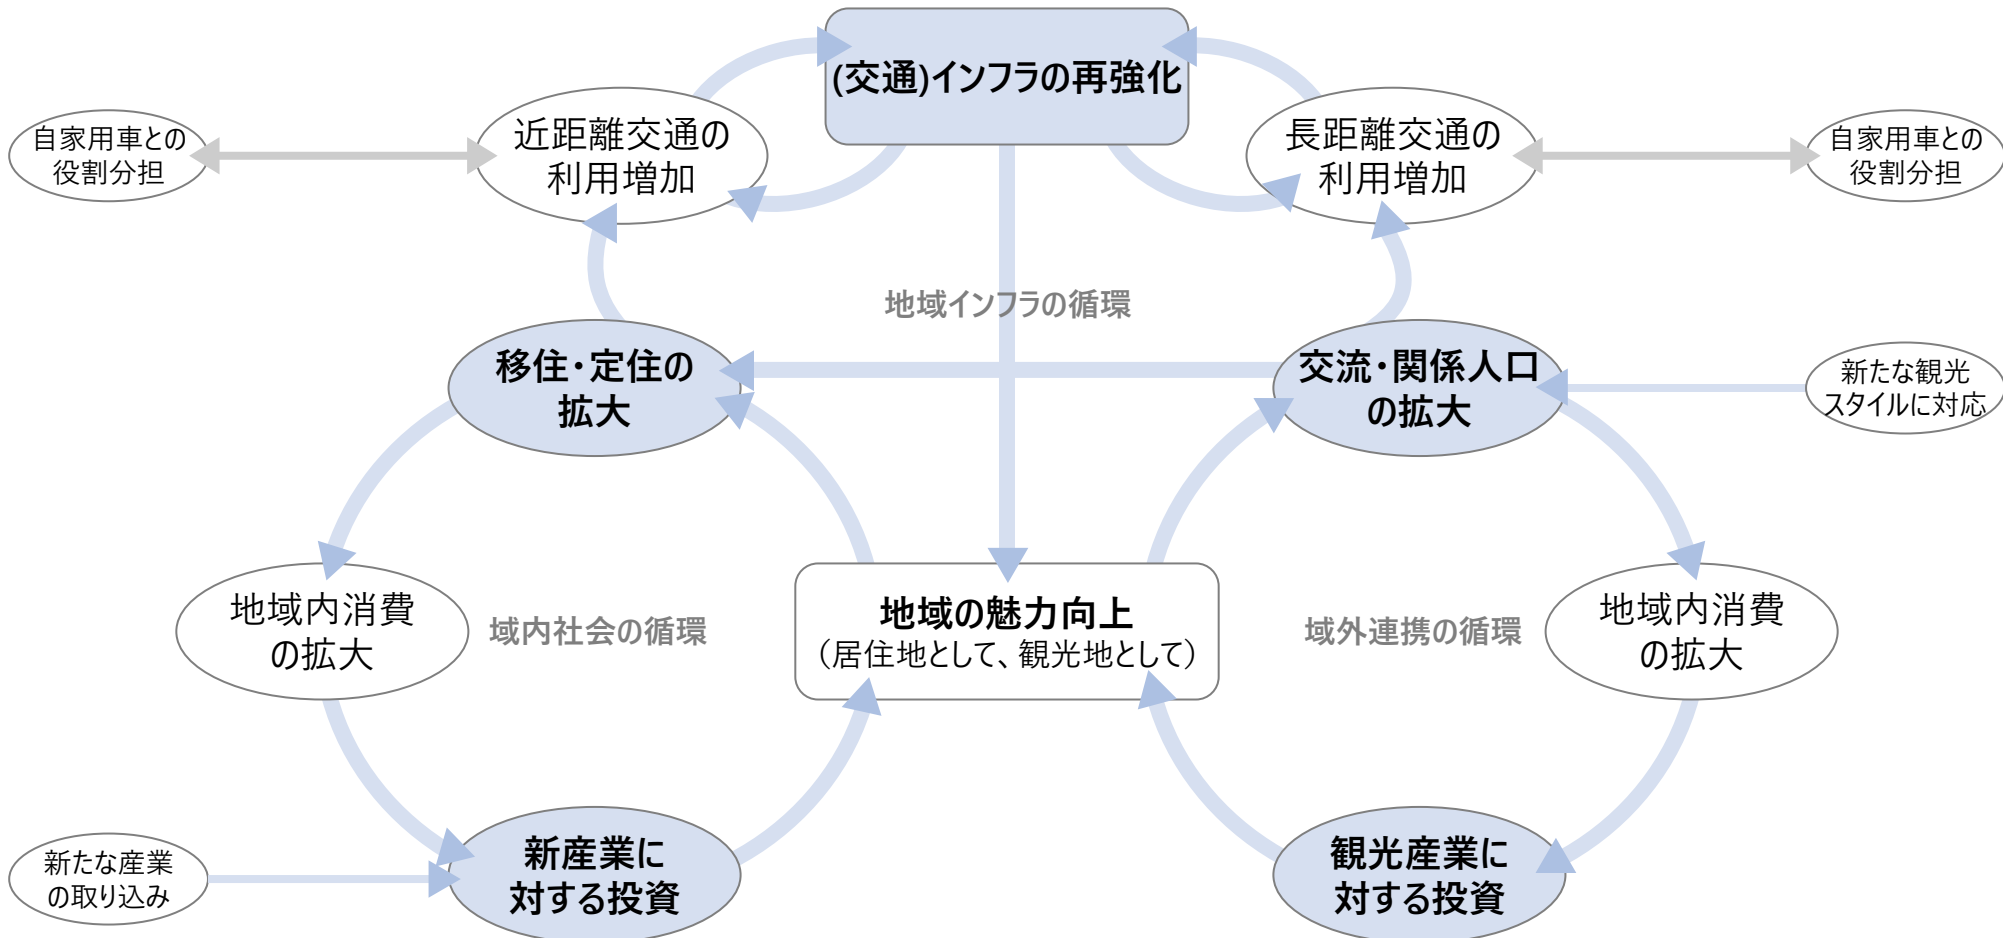 (交通)インフラの再強化
自家用車との
役割分担
近距離交通の
利用増加
長距離交通の
利用増加
自家用車との
役割分担
地域インフラの循環
移住・定住の
拡大
交流・関係人口
の拡大
新たな観光
スタイルに対応
地域内消費
の拡大
域内社会の循環
地域の魅力向上
（居住地として、観光地として）
域外連携の循環
地域内消費
の拡大
新たな産業
の取り込み
新産業に
対する投資
観光産業に
対する投資